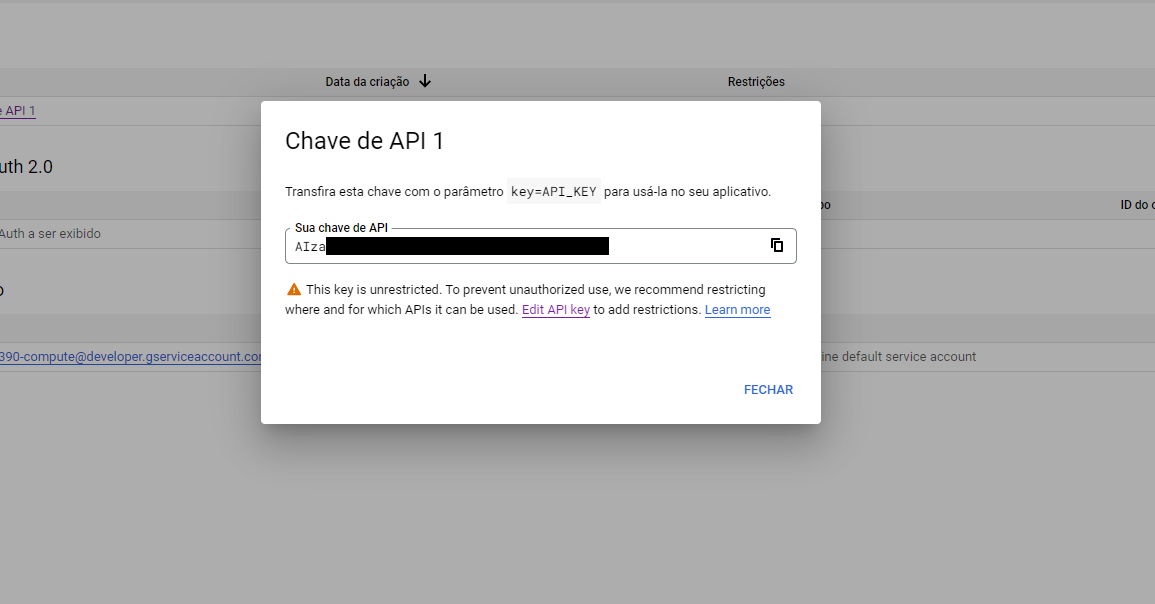 Data da criação Restrições
e API 1
Chave de API 1
uth 2.0
Transfira esta chave com o parâmetro key=API_KEY para usá-la no seu aplicativo.
po ID do c
Sua chave de API
Auth a ser exibido
AIza
o
This key is unrestricted. To prevent unauthorized use, we recommend restricting
where and for which APIs it can be used. Edit API key to add restrictions. Learn more
390-compute@developer.gserviceaccount.com
ine default service account
FECHAR